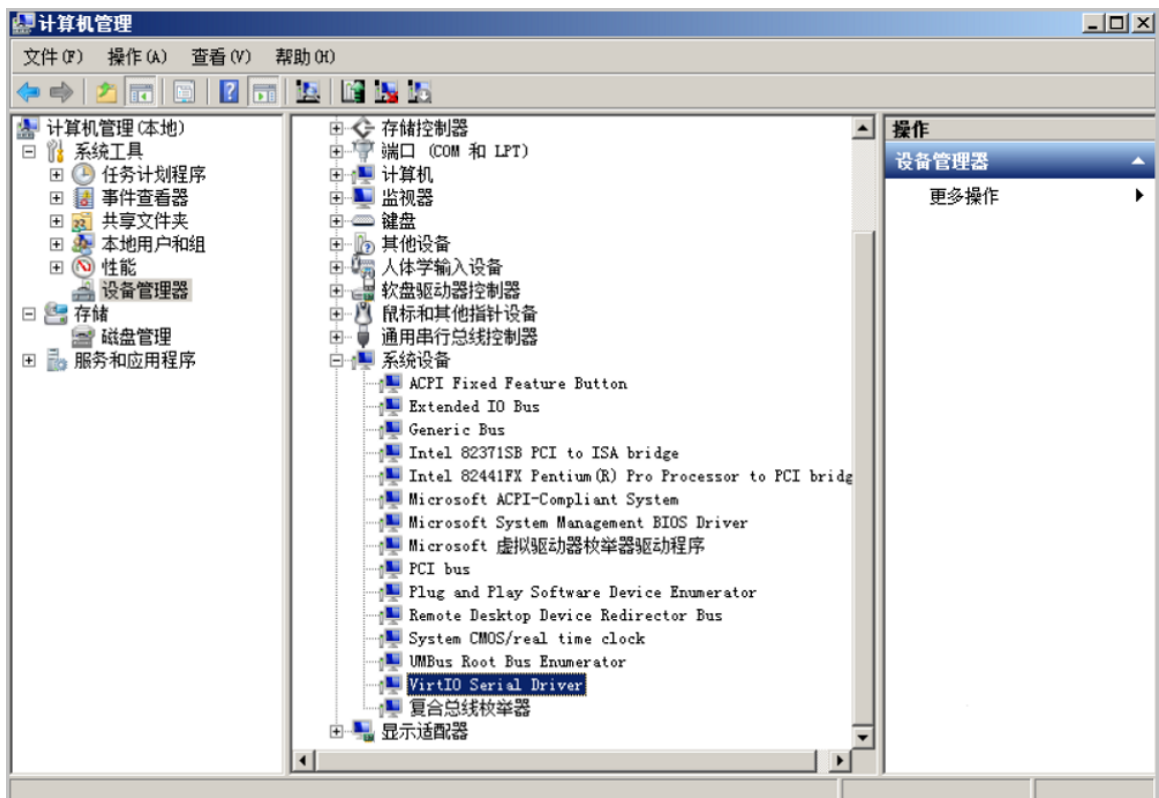 计算机管理
文件(F) 操作(A) 查看(V) 帮助(H)
计算机管理(本地)
系统工具
任务计划程序
事件查看器
共享文件夹
本地用户和组
性能
设备管理器
存储
磁盘管理
服务和应用程序
存储控制器
端口 (COM 和 LPT)
计算机
监视器
键盘
其他设备
人体学输入设备
软盘驱动器控制器
鼠标和其他指针设备
通用串行总线控制器
系统设备
ACPI Fixed Feature Button
Extended IO Bus
Generic Bus
Intel 82371SB PCI to ISA bridge
Intel 82441FX Pentium(R) Pro Processor to PCI bridg
Microsoft ACPI-Compliant System
Microsoft System Management BIOS Driver
Microsoft 虚拟驱动器枚举器驱动程序
PCI bus
Plug and Play Software Device Enumerator
Remote Desktop Device Redirector Bus
System CMOS/real time clock
UMBus Root Bus Enumerator
VirtIO Serial Driver
复合总线枚举器
显示适配器
操作
设备管理器
更多操作